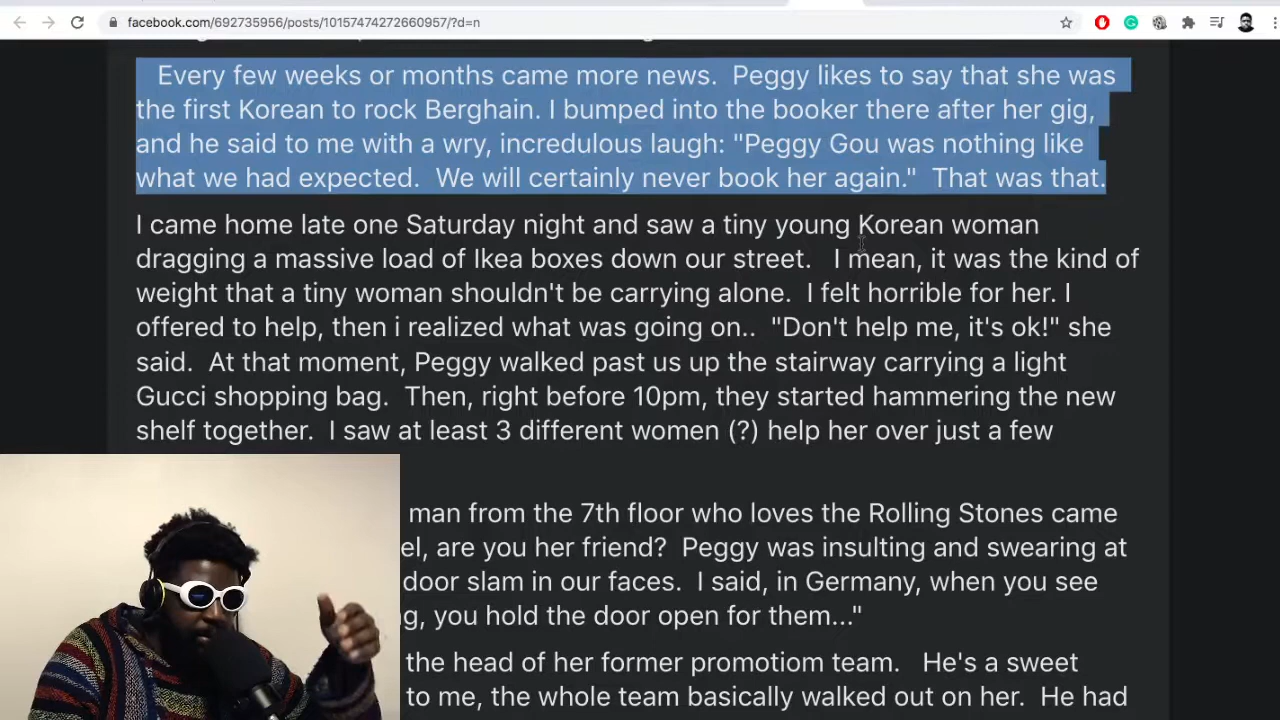 facebook.com/692735956/posts/10157474272660957/?d=n
Every few weeks or months came more news. Peggy likes to say that she was
the first Korean to rock Berghain. I bumped into the booker there after her gig,
and he said to me with a wry, incredulous laugh: "Peggy Gou was nothing like
what we had expected. We will certainly never book her again." That was that.
I came home late one Saturday night and saw a tiny young Korean woman
dragging a massive load of Ikea boxes down our street. I mean, it was the kind of
weight that a tiny woman shouldn't be carrying alone. I felt horrible for her. I
offered to help, then i realized what was going on.. "Don't help me, it's ok!" she
said. At that moment, Peggy walked past us up the stairway carrying a light
Gucci shopping bag. Then, right before 10pm, they started hammering the new
shelf together. I saw at least 3 different women (?) help her over just a few
man from the 7th floor who loves the Rolling Stones came
el, are you her friend? Peggy was insulting and swearing at
door slam in our faces. I said, in Germany, when you see
g, you hold the door open for them..."
the head of her former promotiom team. He's a sweet
to me, the whole team basically walked out on her. He had